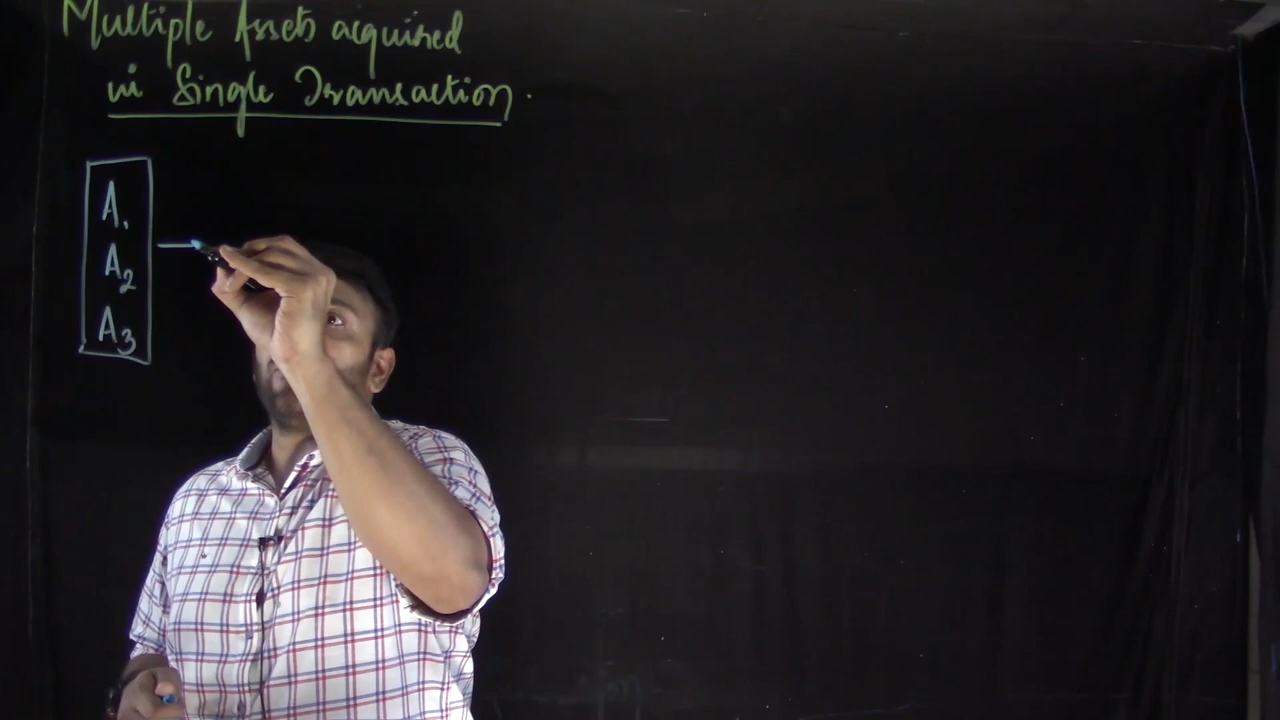 Multiple Assets acquired
in Single Transaction.
A1
A2
A3